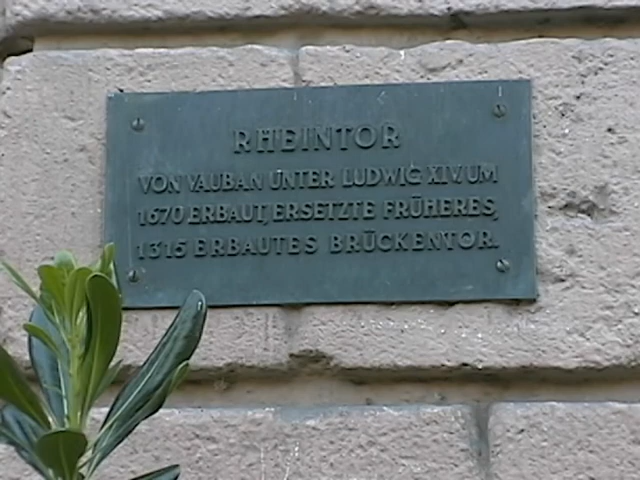 RHEINTOR
VON VAUBAN UNTER LUDWIG XIV. UM
1670 ERBAUT, ERSETZTE FRÜHERES,
1315 ERBAUTES BRÜCKENTOR.